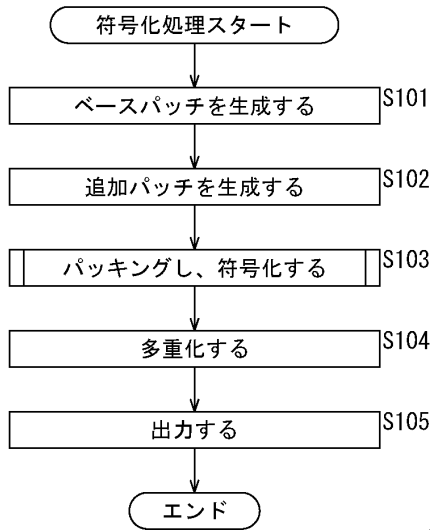 符号化処理スタート
ベースパッチを生成する S101
追加パッチを生成する S102
パッキングし、符号化する S103
多重化する S104
出力する S105
エンド